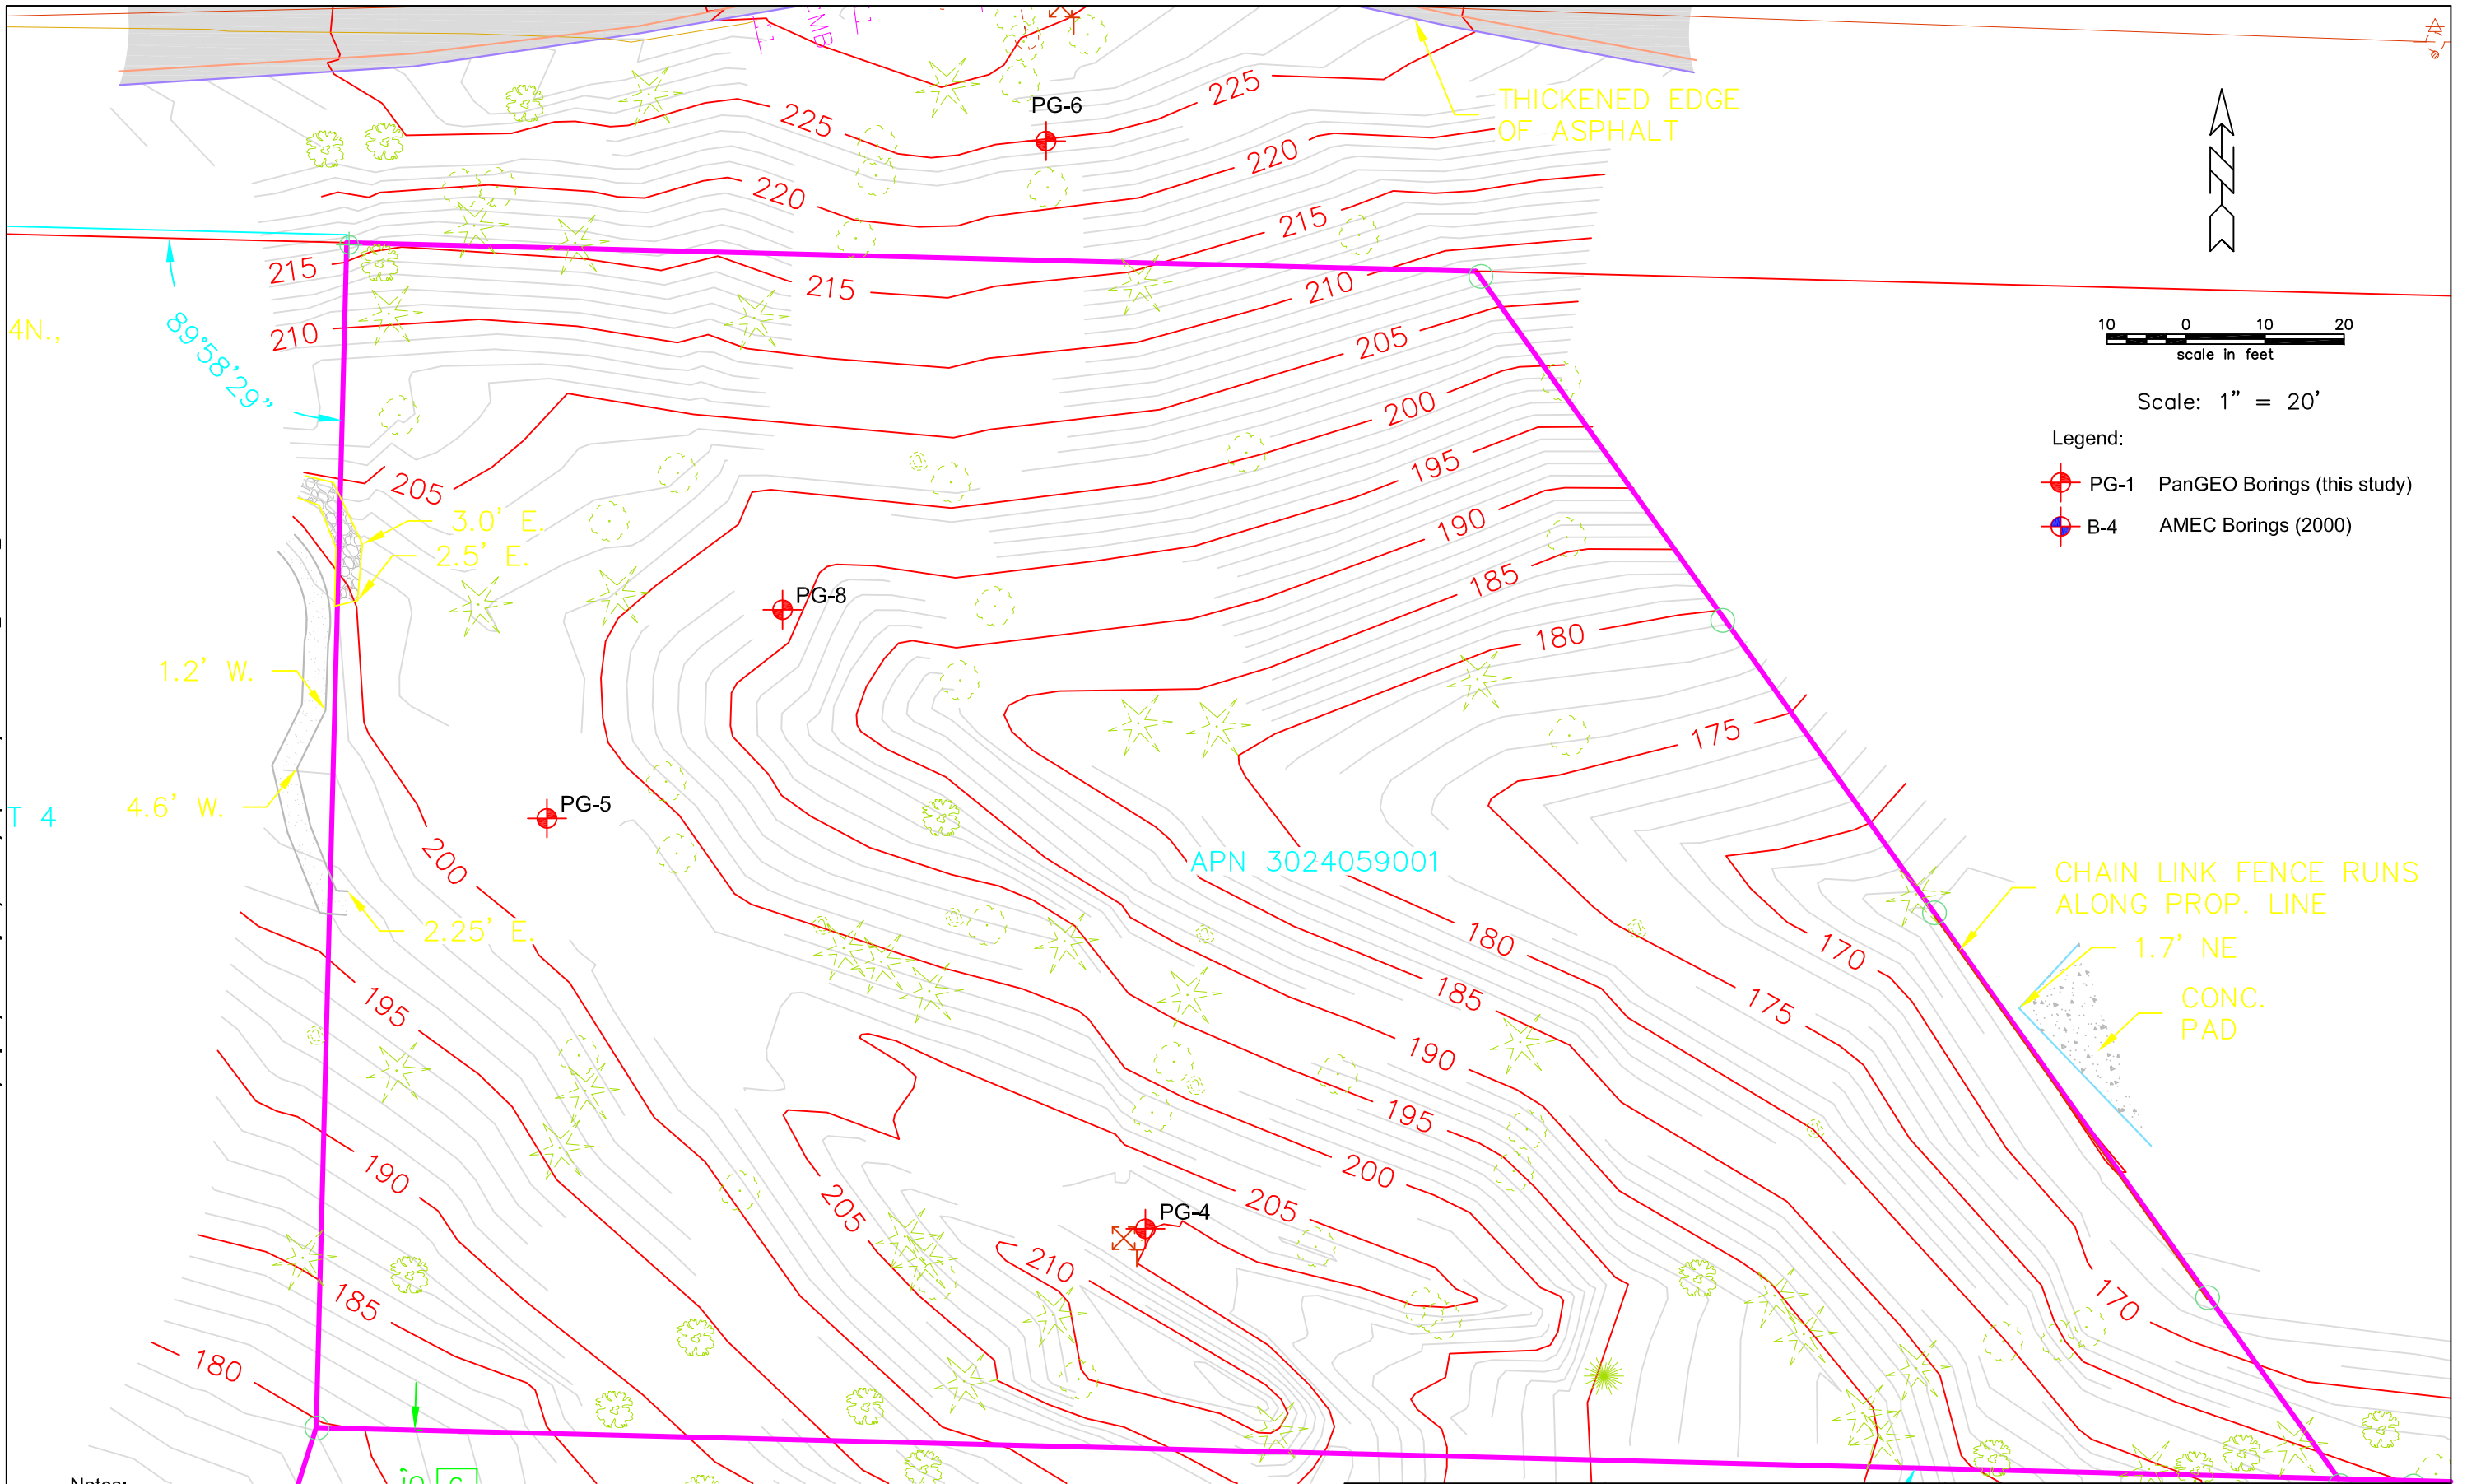 CMB
PG-6
225
225
THICKENED EDGE
OF ASPHALT
N
220
220
215
215
215
210
210
4N.,
89°58'29"
205
10 0 10 20
scale in feet
Scale: 1" = 20'
Legend:
PG-1 PanGEO Borings (this study)
B-4 AMEC Borings (2000)
200
195
205
3.0' E.
2.5' E.
190
185
PG-8
180
1.2' W.
175
4.6' W.
T 4
PG-5
200
APN 3024059001
CHAIN LINK FENCE RUNS
ALONG PROP. LINE
1.7' NE
CONC.
PAD
2.25' E.
180
170
185
175
195
190
195
190
200
205
205
PG-4
210
185
170
180
Notes: